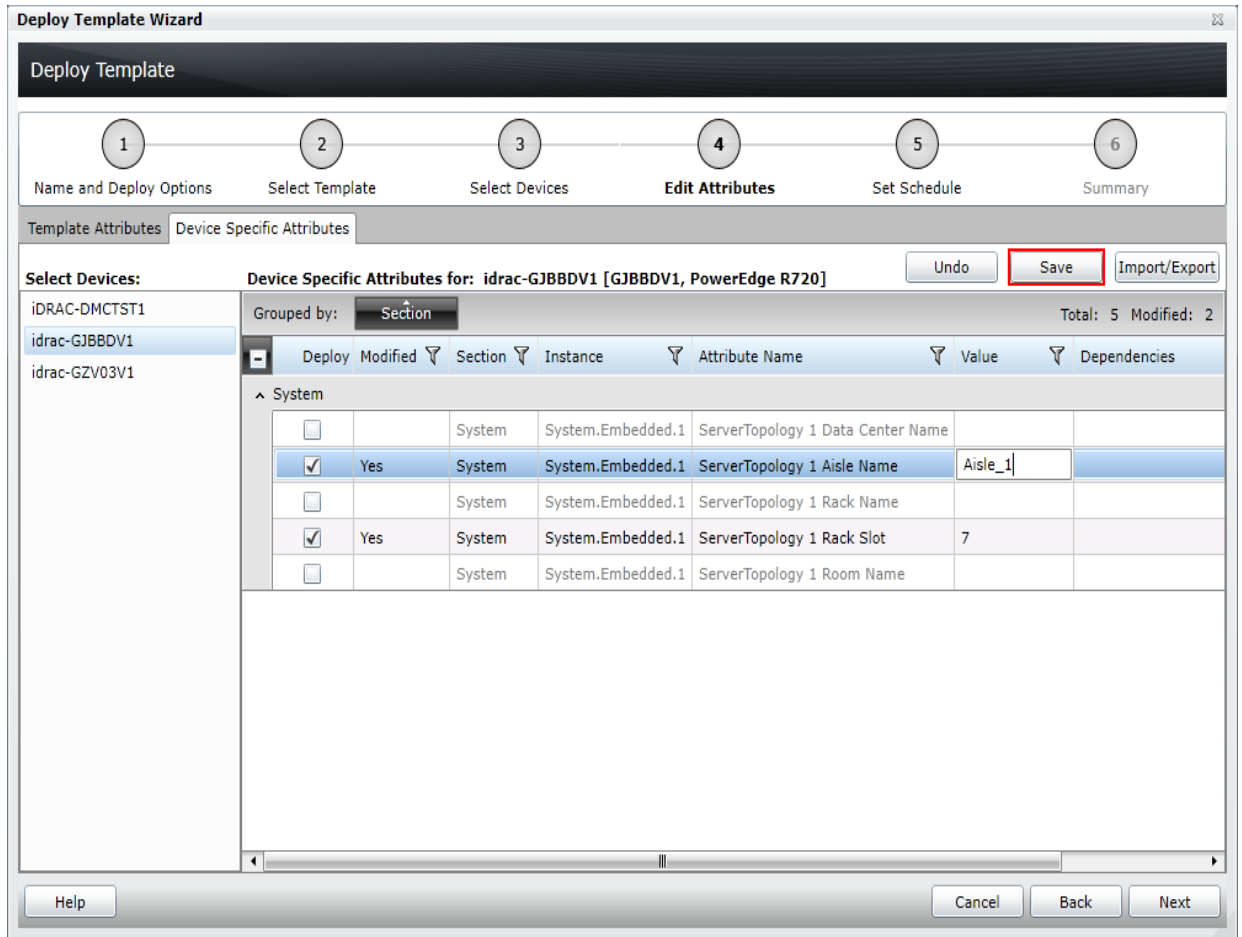 Deploy Template Wizard
Deploy Template
1 2 3 4 5 6
Name and Deploy Options Select Template Select Devices Edit Attributes Set Schedule Summary
Template Attributes Device Specific Attributes
Undo Save Import/Export
Select Devices: Device Specific Attributes for: idrac-GJBBDV1 [GJBBDV1, PowerEdge R720]
iDRAC-DMCTST1
idrac-GJBBDV1
idrac-GZV03V1
Grouped by: Section Total: 5 Modified: 2
Deploy Modified Section Instance Attribute Name Value Dependencies
System
System System.Embedded.1 ServerTopology 1 Data Center Name
Yes System System.Embedded.1 ServerTopology 1 Aisle Name Aisle_1
System System.Embedded.1 ServerTopology 1 Rack Name
Yes System System.Embedded.1 ServerTopology 1 Rack Slot 7
System System.Embedded.1 ServerTopology 1 Room Name
Help Cancel Back Next